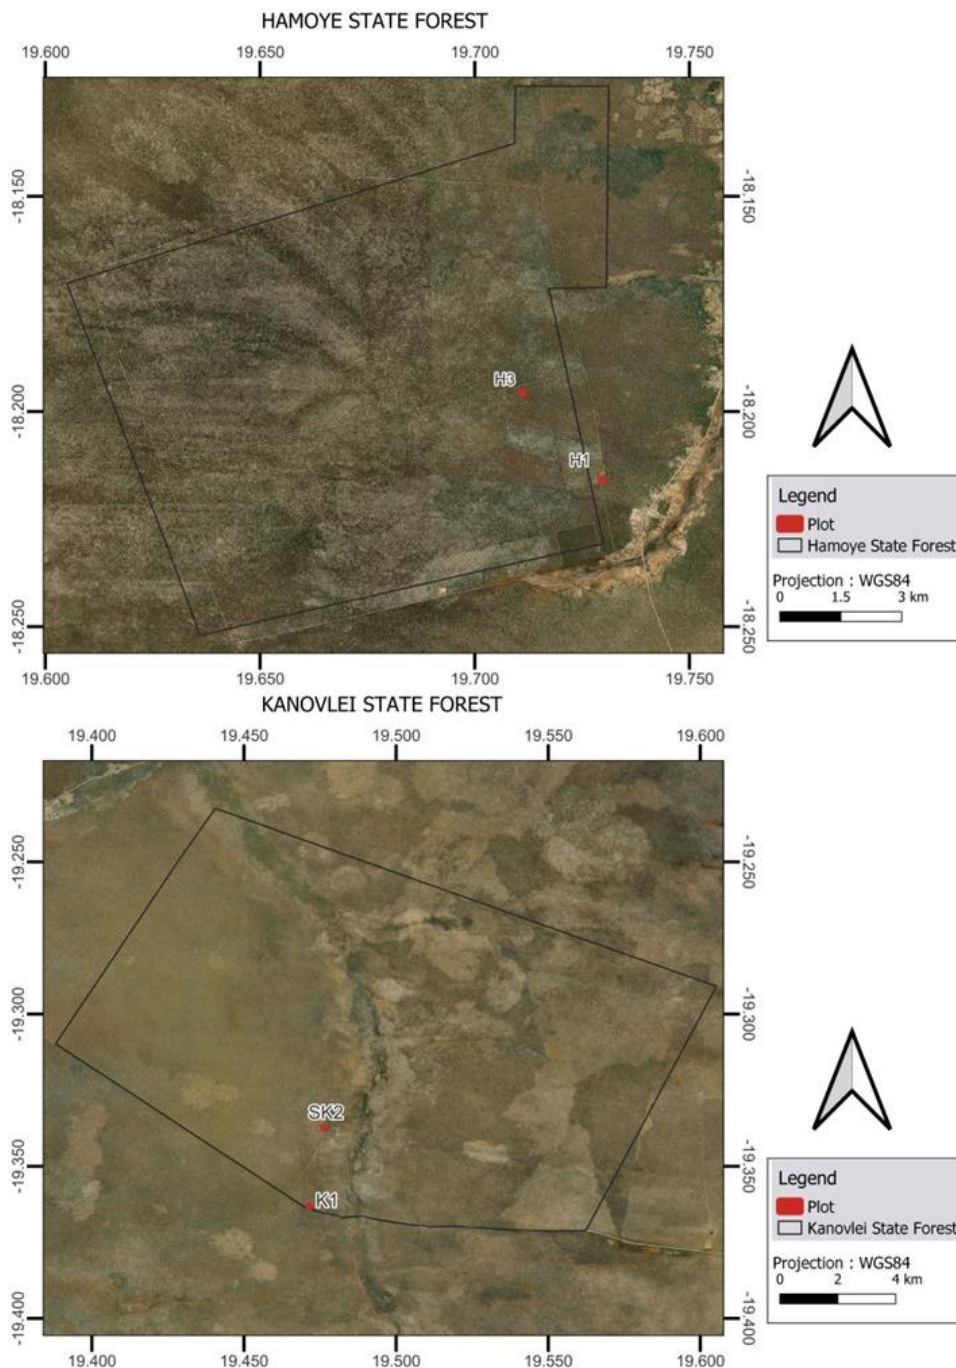 HAMOYE STATE FOREST
19.600 19.650 19.700 19.750
-18.150 -18.150
H3
-18.200 -18.200
H1
Legend
Plot
Hamoye State Forest
Projection : WGS84
0 1.5 3 km
-18.250 -18.250
19.600 19.650 19.700 19.750
KANOVLEI STATE FOREST
19.400 19.450 19.500 19.550 19.600
-19.250 -19.250
-19.300 -19.300
SK2
-19.350 -19.350
K1
Legend
Plot
Kanovlei State Forest
Projection : WGS84
0 2 4 km
-19.400 -19.400
19.400 19.450 19.500 19.550 19.600